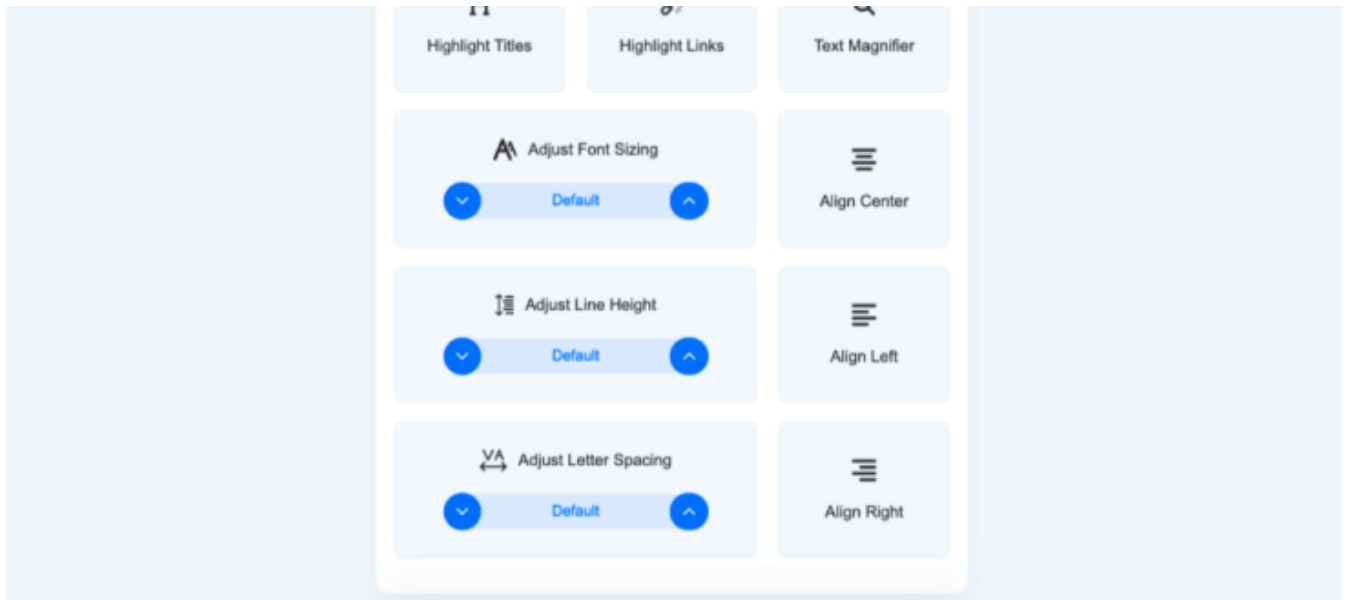 Highlight Titles
Highlight Links
Text Magnifier
Adjust Font Sizing
Default
Align Center
Adjust Line Height
Default
Align Left
VA Adjust Letter Spacing
Default
Align Right